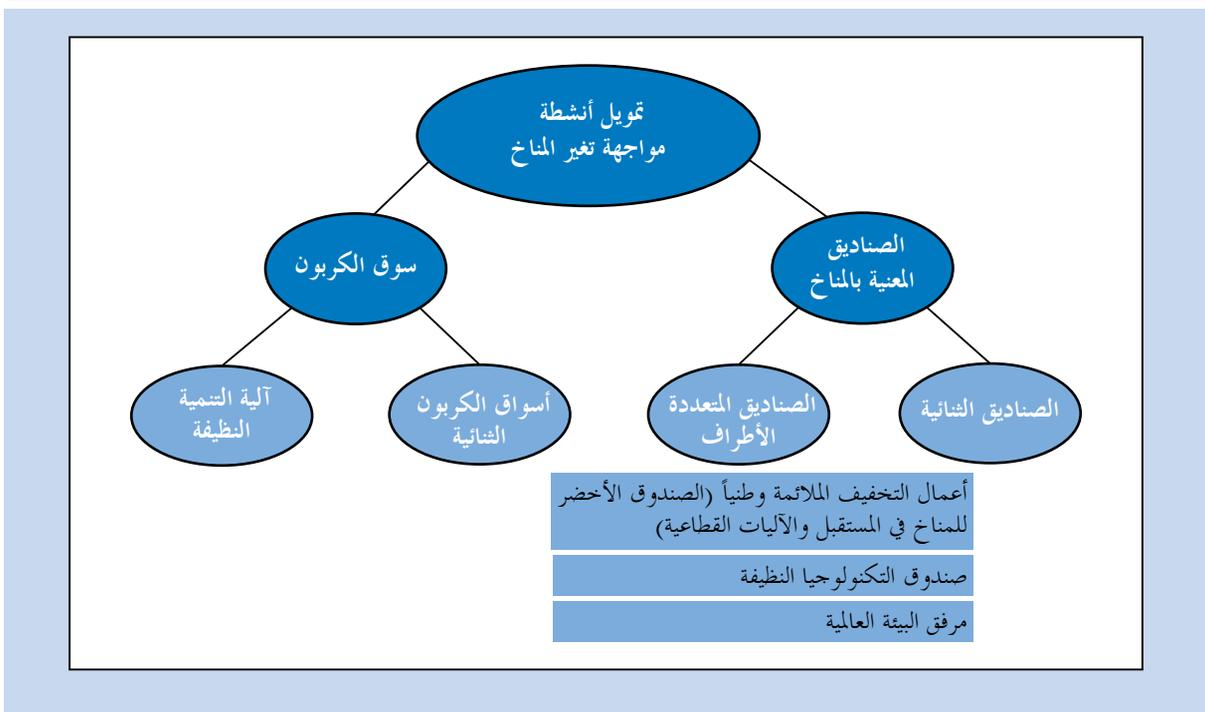 تمويل أنشطة
مواجهة تغير المناخ
الصناديق
المعنية بالمناخ
سوق الكربون
الصناديق الثنائية
الصناديق المتعددة
الأطراف
أسواق الكربون
الثنائية
آلية التنمية
النظيفة
أعمال التخفيف الملائمة وطنياً (الصندوق الأخضر
للمناخ في المستقبل والآليات القطاعية)
صندوق التكنولوجيا النظيفة
مرفق البيئة العالمية